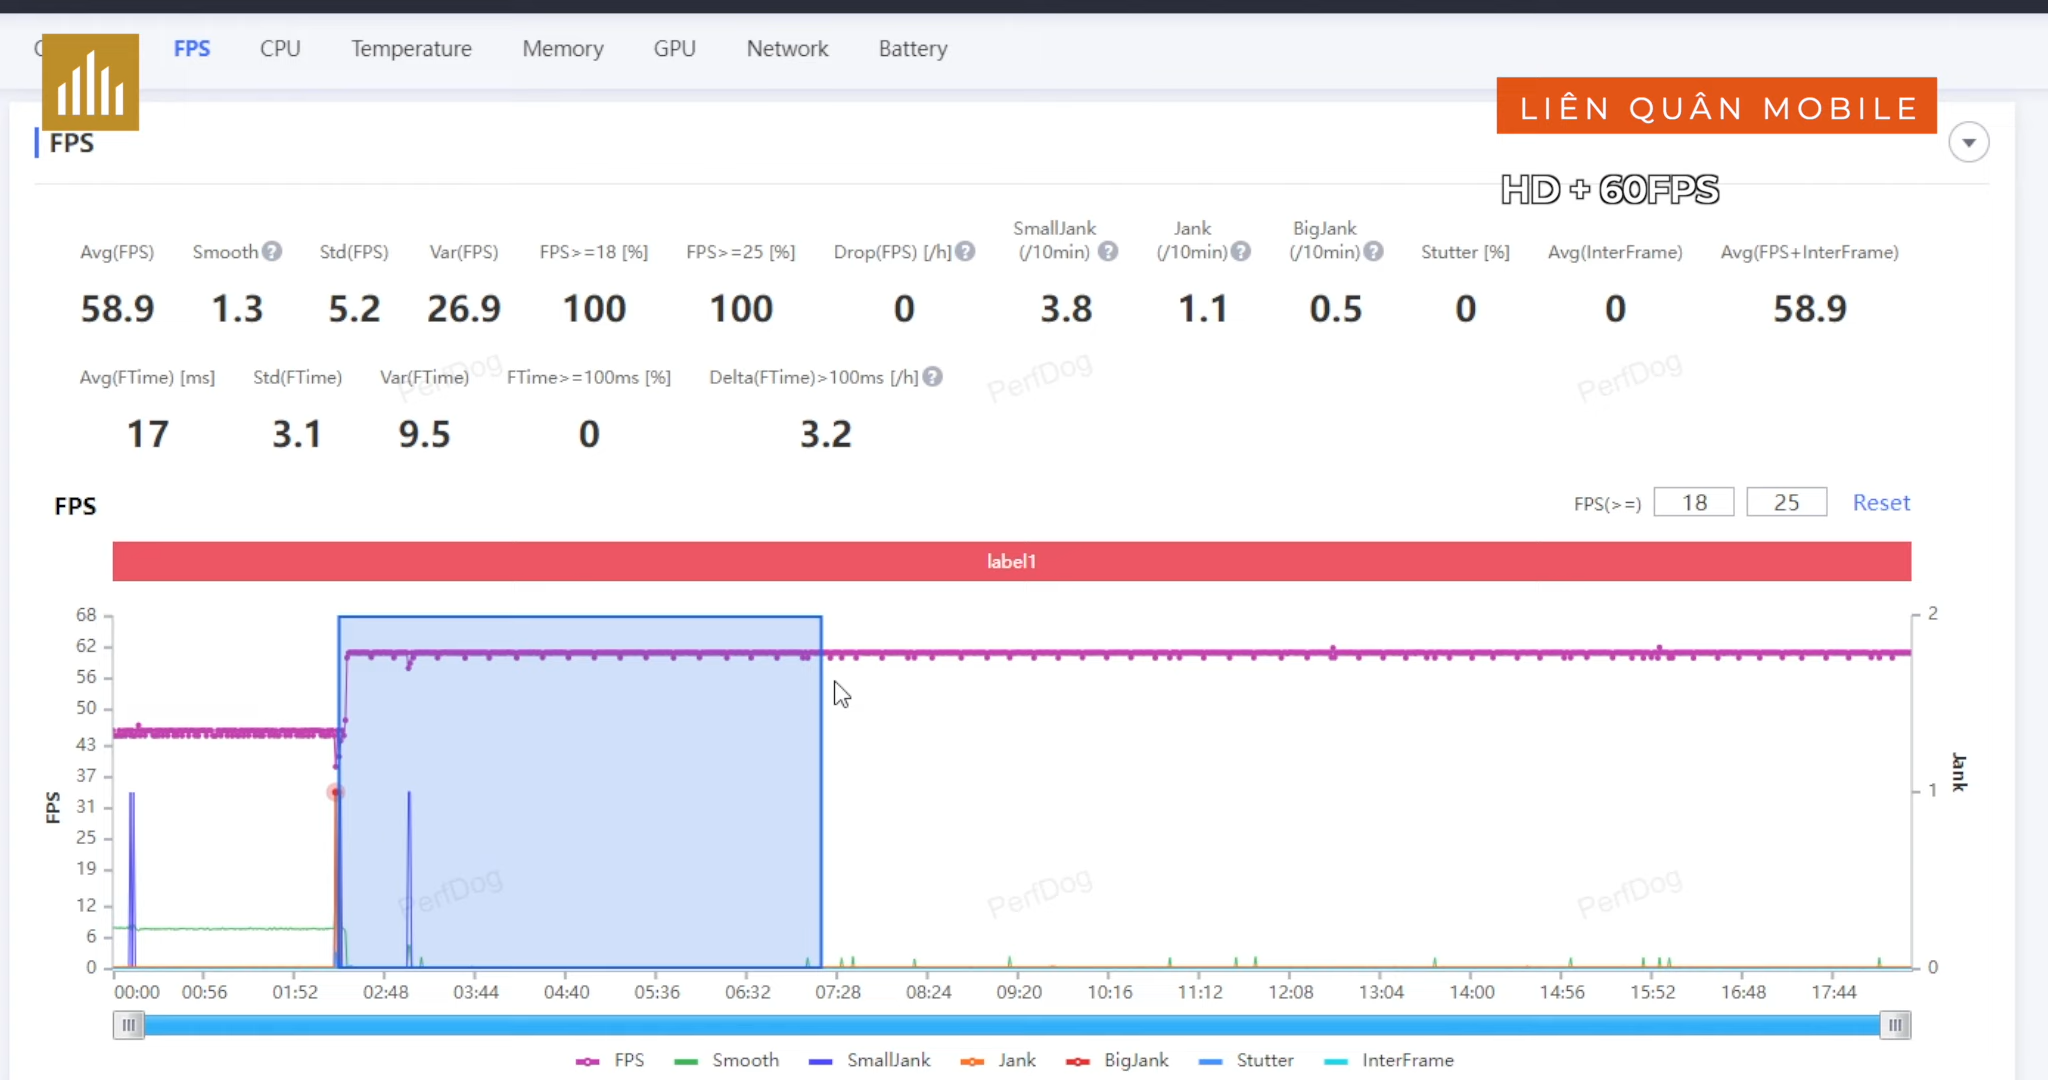 FPS CPU Temperature Memory GPU Network Battery
LIÊN QUÂN MOBILE
FPS
HD + 60FPS
Avg(FPS) Smooth Std(FPS) Var(FPS) FPS>=18 [%] FPS>=25 [%] Drop(FPS) [/h] SmallJank (/10min) Jank (/10min) BigJank (/10min) Stutter [%] Avg(InterFrame) Avg(FPS+InterFrame)
58.9 1.3 5.2 26.9 100 100 0 3.8 1.1 0.5 0 0 58.9
Avg(FTime) [ms] Std(FTime) Var(FTime) FTime>=100ms [%] Delta(FTime)>100ms [/h]
17 3.1 9.5 0 3.2
PerfDog PerfDog PerfDog
FPS
FPS(>=) 18 25 Reset
label1
68
62
56
50
43
37
31
25
19
12
6
0
FPS
2
1
0
Jank
PerfDog PerfDog PerfDog
00:00 00:56 01:52 02:48 03:44 04:40 05:36 06:32 07:28 08:24 09:20 10:16 11:12 12:08 13:04 14:00 14:56 15:52 16:48 17:44
FPS Smooth SmallJank Jank BigJank Stutter InterFrame